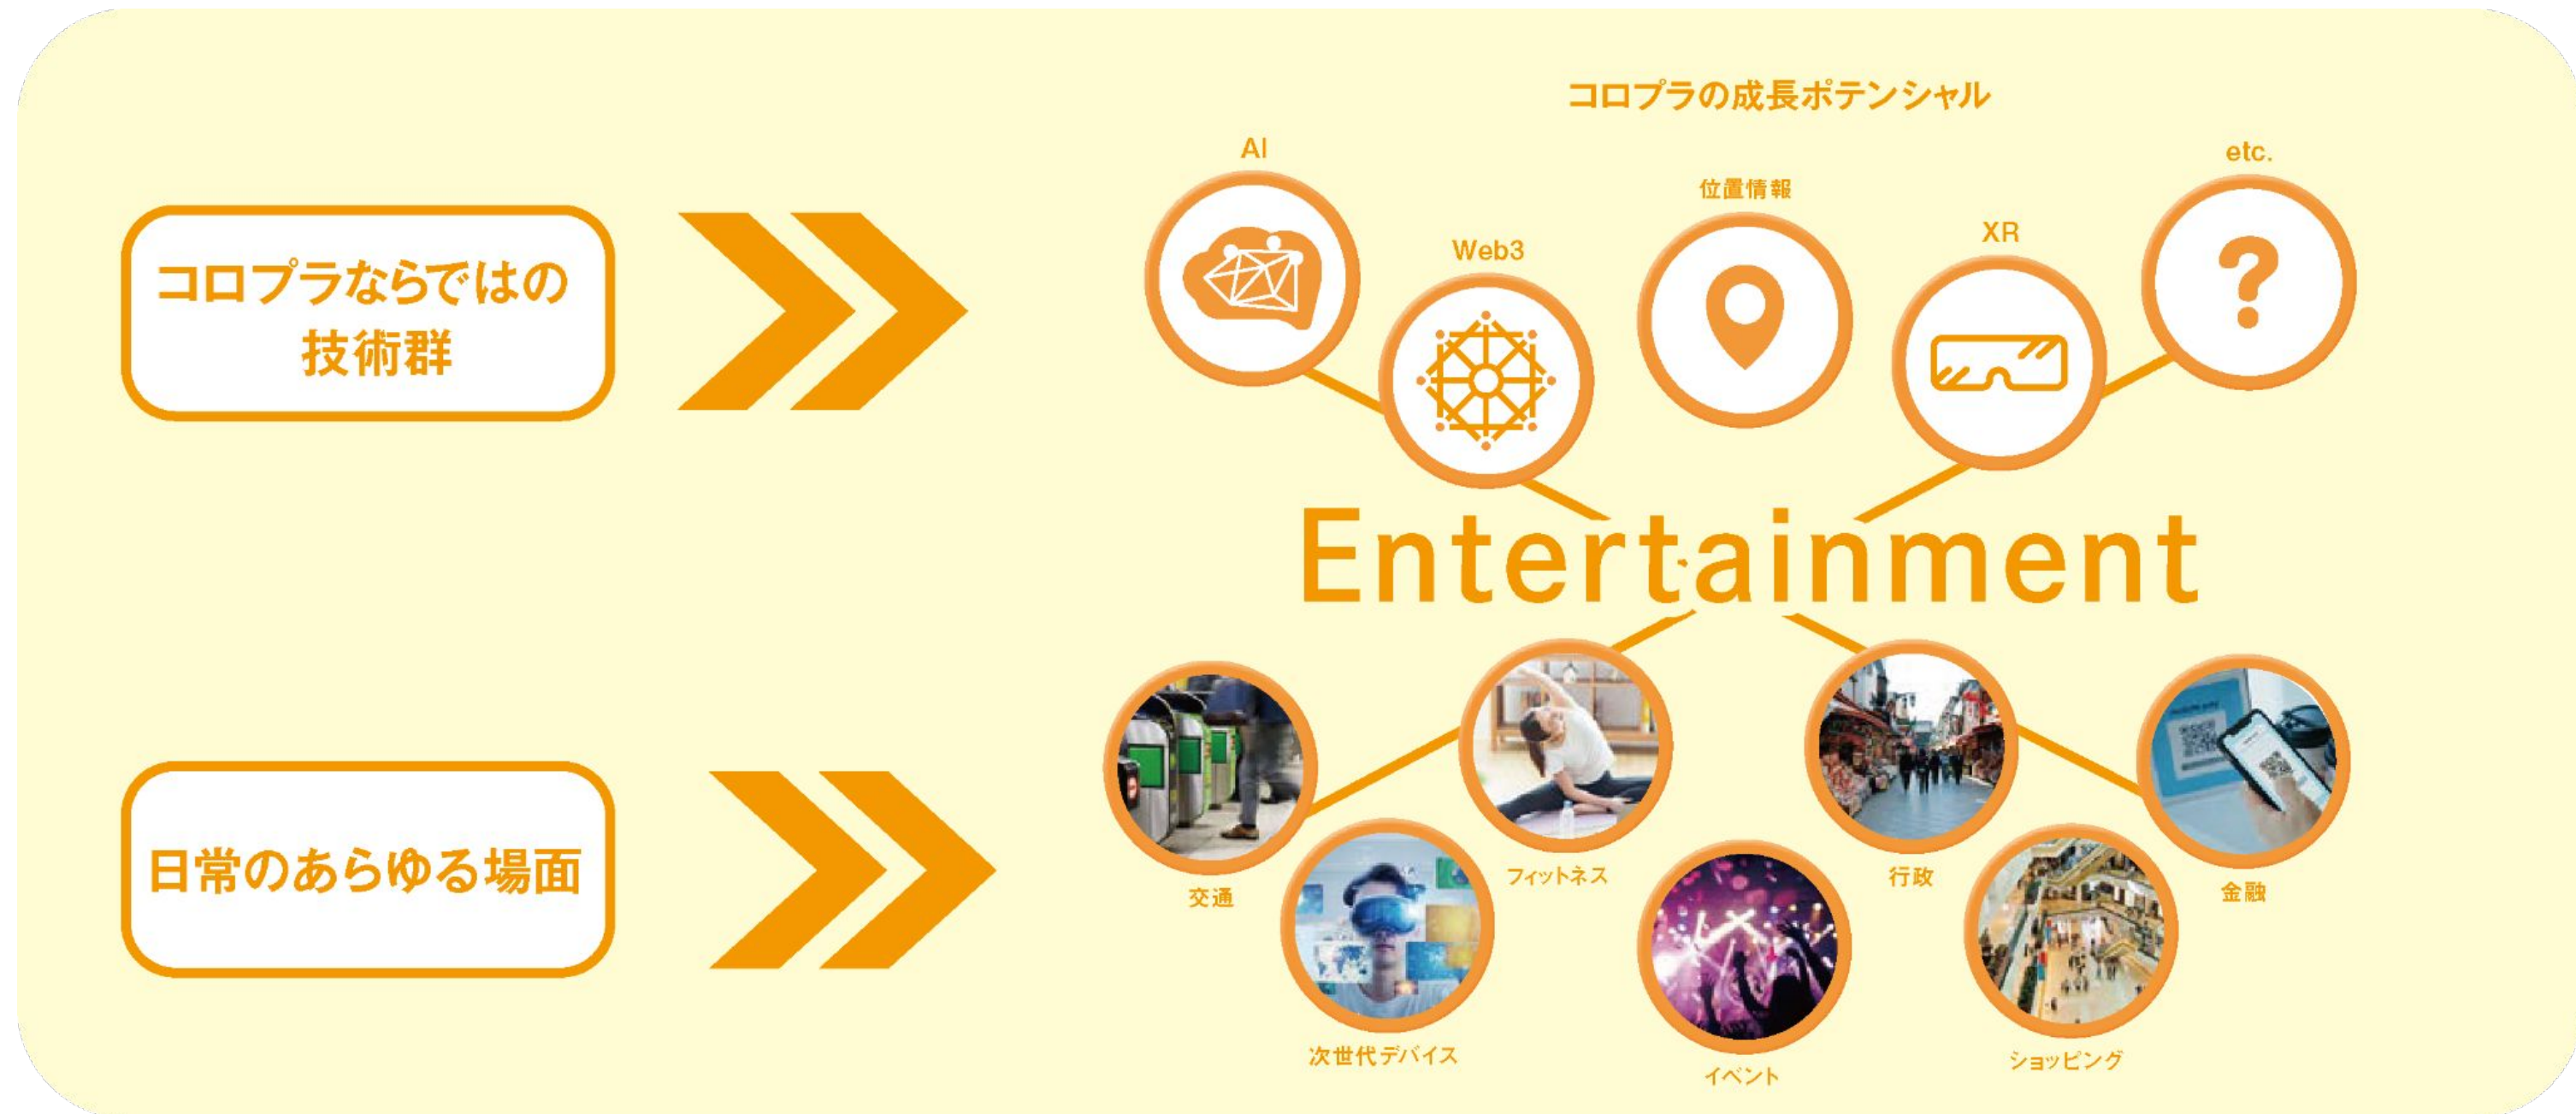 コロプラの成長ポテンシャル
コロプラならではの
技術群
AI
Web3
位置情報
XR
etc.
Entertainment
日常のあらゆる場面
交通
次世代デバイス
フィットネス
イベント
行政
ショッピング
金融